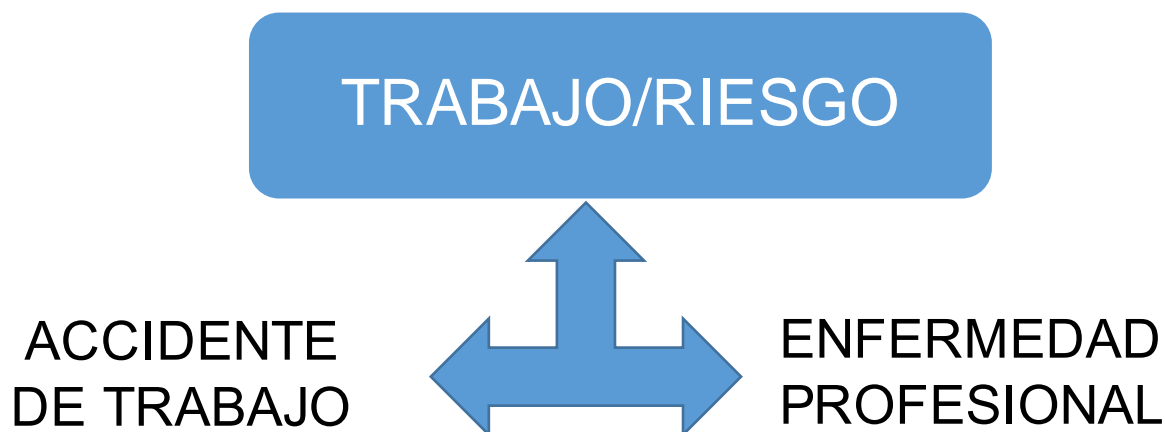 TRABAJO/RIESGO
ACCIDENTE
DE TRABAJO
ENFERMEDAD
PROFESIONAL